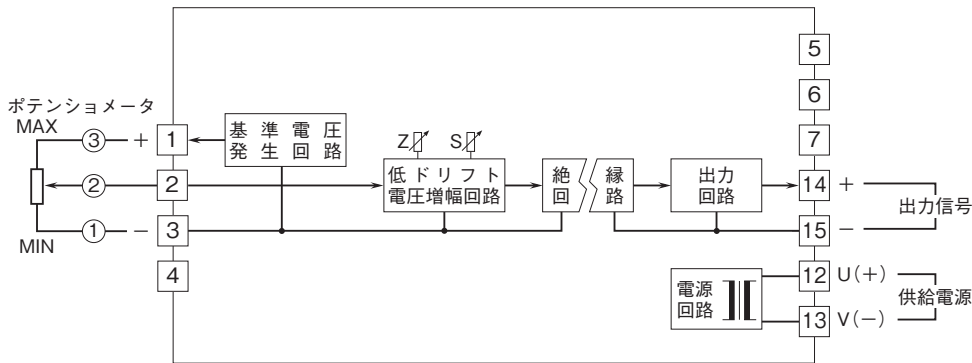 ポテンショメータ
MAX
③ +
②
① −
MIN
1
2
3
4
基準電圧
発生回路
Z
S
低ドリフト
電圧増幅回路
絶
回
縁
路
出力
回路
電源
回路
5
6
7
14 +
15 −
出力信号
12 U(+)
13 V(−)
供給電源